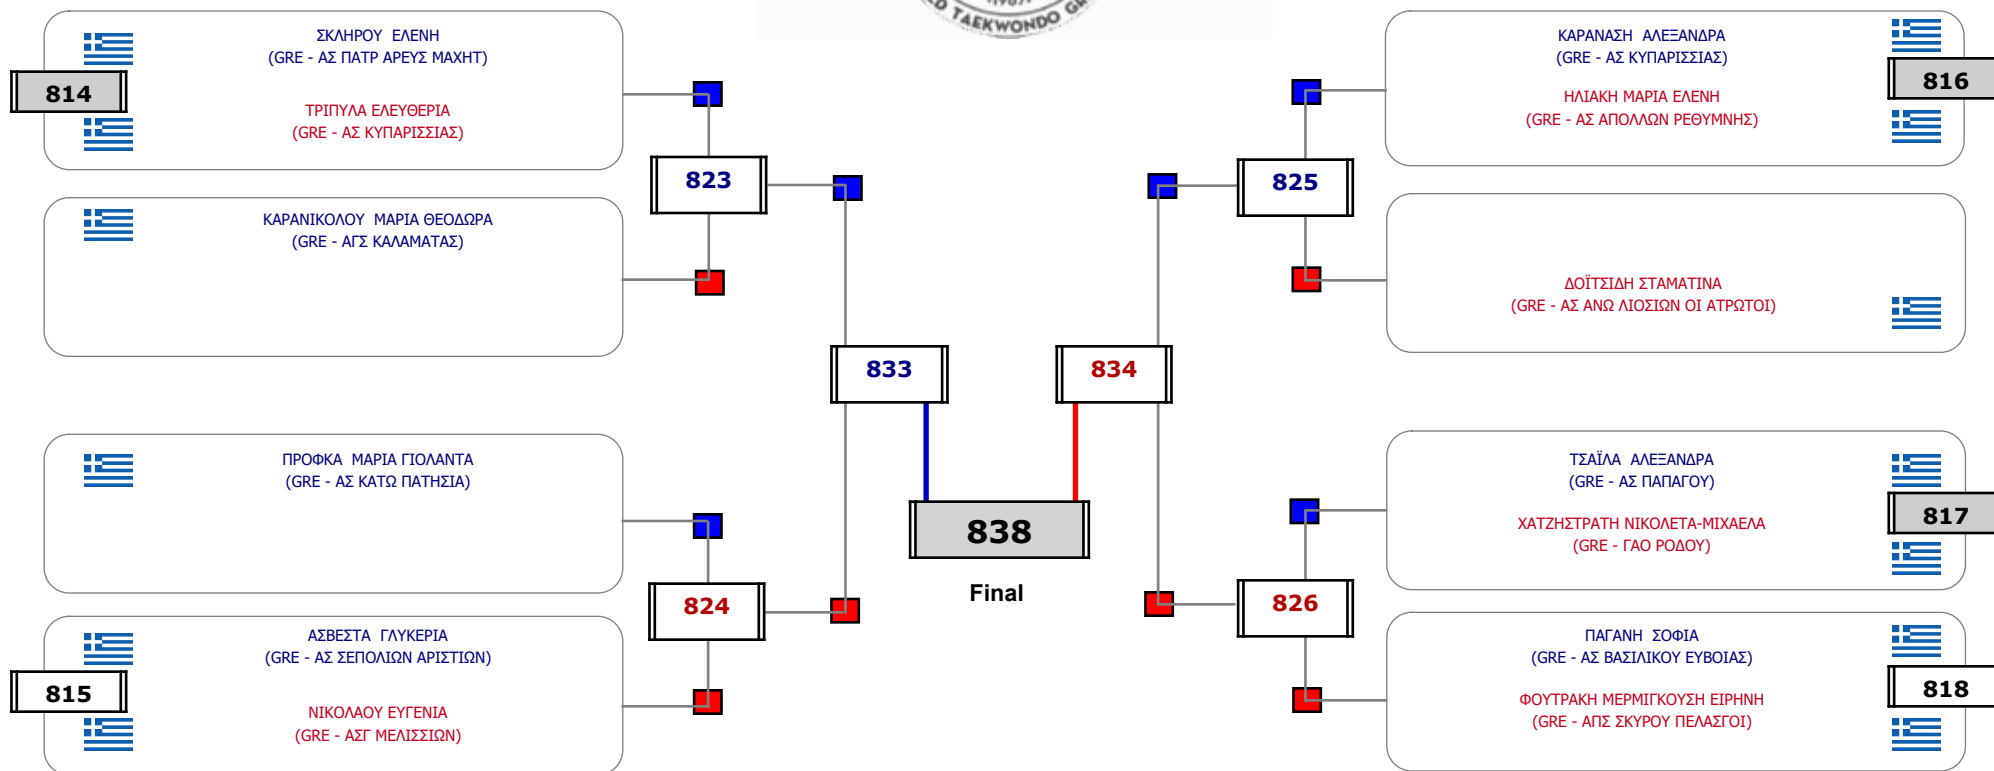 TAEKWONDO
814
ΣΚΛΗΡΟΥ ΕΛΕΝΗ
(GRE - ΑΣ ΠΑΤΡ ΑΡΕΥΣ ΜΑΧΗΤ)
ΤΡΙΠΥΛΑ ΕΛΕΥΘΕΡΙΑ
(GRE - ΑΣ ΚΥΠΑΡΙΣΣΙΑΣ)
823
ΚΑΡΑΝΙΚΟΛΟΥ ΜΑΡΙΑ ΘΕΟΔΩΡΑ
(GRE - ΑΓΣ ΚΑΛΑΜΑΤΑΣ)
833
ΠΡΟΦΚΑ ΜΑΡΙΑ ΓΙΟΛΑΝΤΑ
(GRE - ΑΣ ΚΑΤΩ ΠΑΤΗΣΙΑ)
824
815
ΑΣΒΕΣΤΑ ΓΛΥΚΕΡΙΑ
(GRE - ΑΣ ΣΕΠΟΛΙΩΝ ΑΡΙΣΤΙΩΝ)
ΝΙΚΟΛΑΟΥ ΕΥΓΕΝΙΑ
(GRE - ΑΣΓ ΜΕΛΙΣΣΙΩΝ)
838
Final
ΚΑΡΑΝΑΣΗ ΑΛΕΞΑΝΔΡΑ
(GRE - ΑΣ ΚΥΠΑΡΙΣΣΙΑΣ)
816
ΗΛΙΑΚΗ ΜΑΡΙΑ ΕΛΕΝΗ
(GRE - ΑΣ ΑΠΟΛΛΩΝ ΡΕΘΥΜΝΗΣ)
825
ΔΟΪΤΣΙΔΗ ΣΤΑΜΑΤΙΝΑ
(GRE - ΑΣ ΑΝΩ ΛΙΟΣΙΩΝ ΟΙ ΑΤΡΩΤΟΙ)
834
ΤΣΑΪΛΑ ΑΛΕΞΑΝΔΡΑ
(GRE - ΑΣ ΠΑΠΑΓΟΥ)
817
ΧΑΤΖΗΣΤΡΑΤΗ ΝΙΚΟΛΕΤΑ-ΜΙΧΑΕΛΑ
(GRE - ΓΑΟ ΡΟΔΟΥ)
826
ΠΑΓΑΝΗ ΣΟΦΙΑ
(GRE - ΑΣ ΒΑΣΙΛΙΚΟΥ ΕΥΒΟΙΑΣ)
818
ΦΟΥΤΡΑΚΗ ΜΕΡΜΙΓΚΟΥΣΗ ΕΙΡΗΝΗ
(GRE - ΑΠΣ ΣΚΥΡΟΥ ΠΕΛΑΣΓΟΙ)